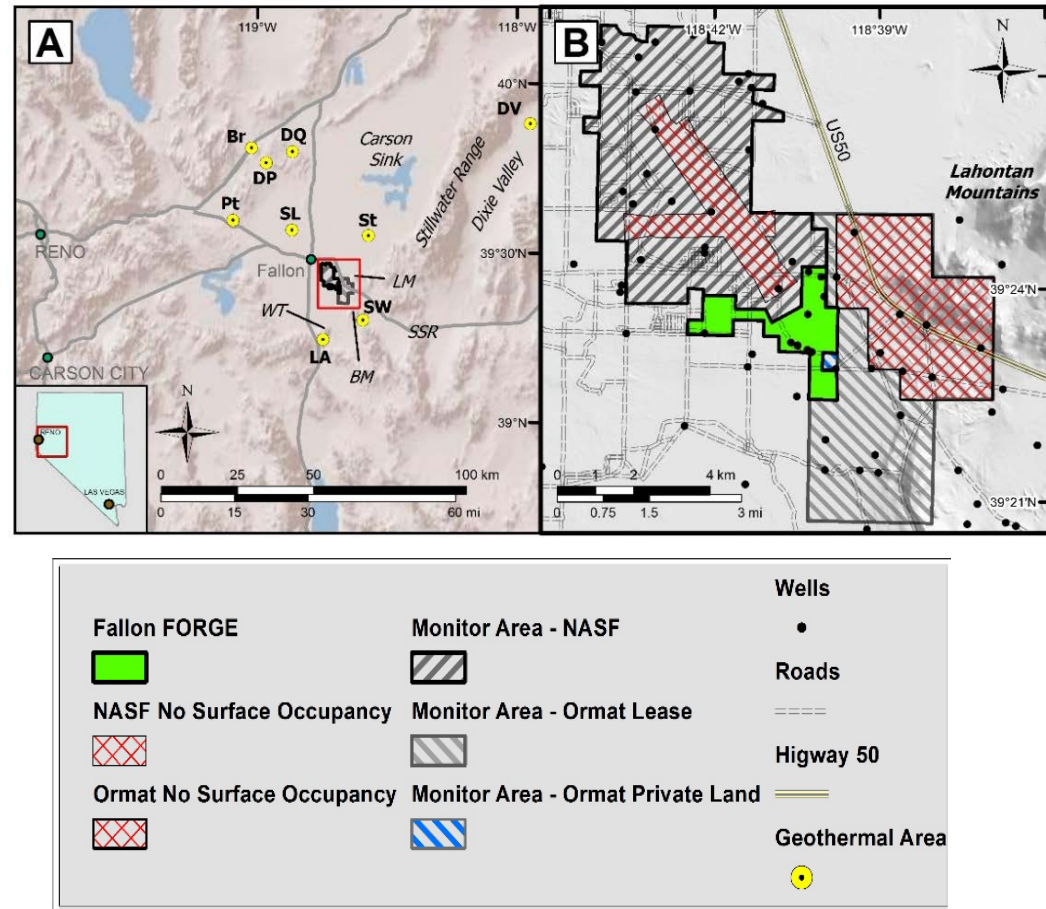 A
119°W
118°W
N
40°N
DV
Br
DQ
DP
Carson
Sink
Stillwater Range
Dixie Valley
Pt
SL
St
RENO
Fallon
39°30'N
LM
WT
SW
SSR
LA
BM
CARSON CITY
39°N
N
RENO
LAS VEGAS
0 25 50 100 km
0 15 30 60 mi
B
118°42'W
118°39'W
N
US50
Lahontan
Mountains
39°24'N
39°21'N
0 1 2 4 km
0 0.75 1.5 3 mi
Fallon FORGE
NASF No Surface Occupancy
Ormat No Surface Occupancy
Monitor Area - NASF
Monitor Area - Ormat Lease
Monitor Area - Ormat Private Land
Wells
Roads
Higway 50
Geothermal Area